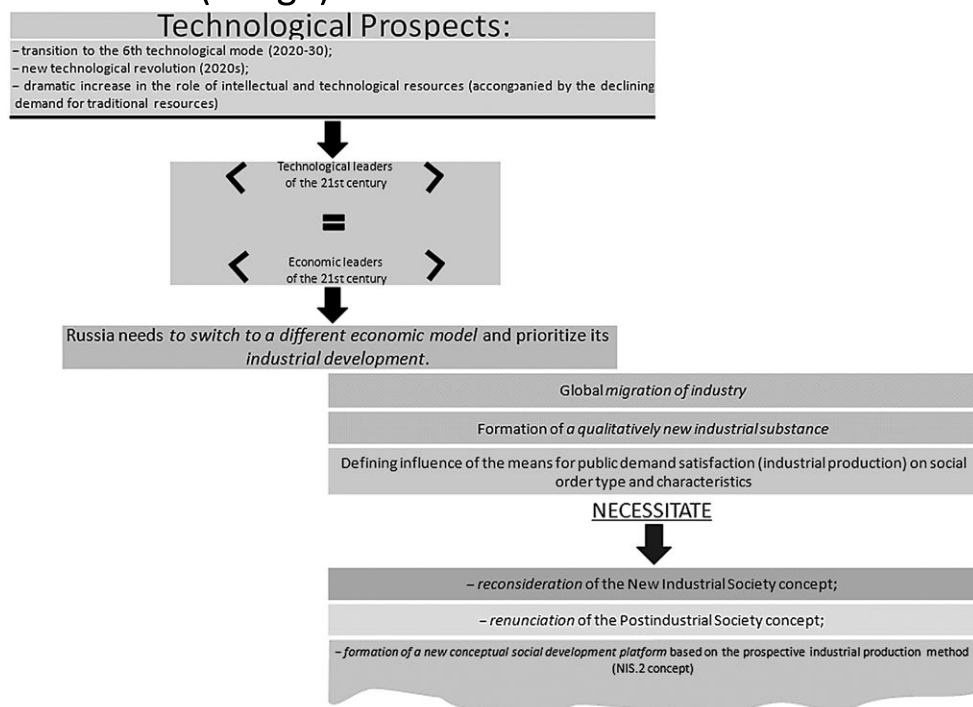 Technological Prospects:
– transition to the 6th technological mode (2020-30);
– new technological revolution (2020s);
– dramatic increase in the role of intellectual and technological resources (accompanied by the declining
demand for traditional resources)
Technological leaders
of the 21st century
=
Economic leaders
of the 21st century
Russia needs to switch to a different economic model and prioritize its
industrial development.
Global migration of industry
Formation of a qualitatively new industrial substance
Defining influence of the means for public demand satisfaction (industrial production) on social
order type and characteristics
NECESSITATE
– reconsideration of the New Industrial Society concept;
– renunciation of the Postindustrial Society concept;
– formation of a new conceptual social development platform based on the prospective industrial production method
(NIS.2 concept)